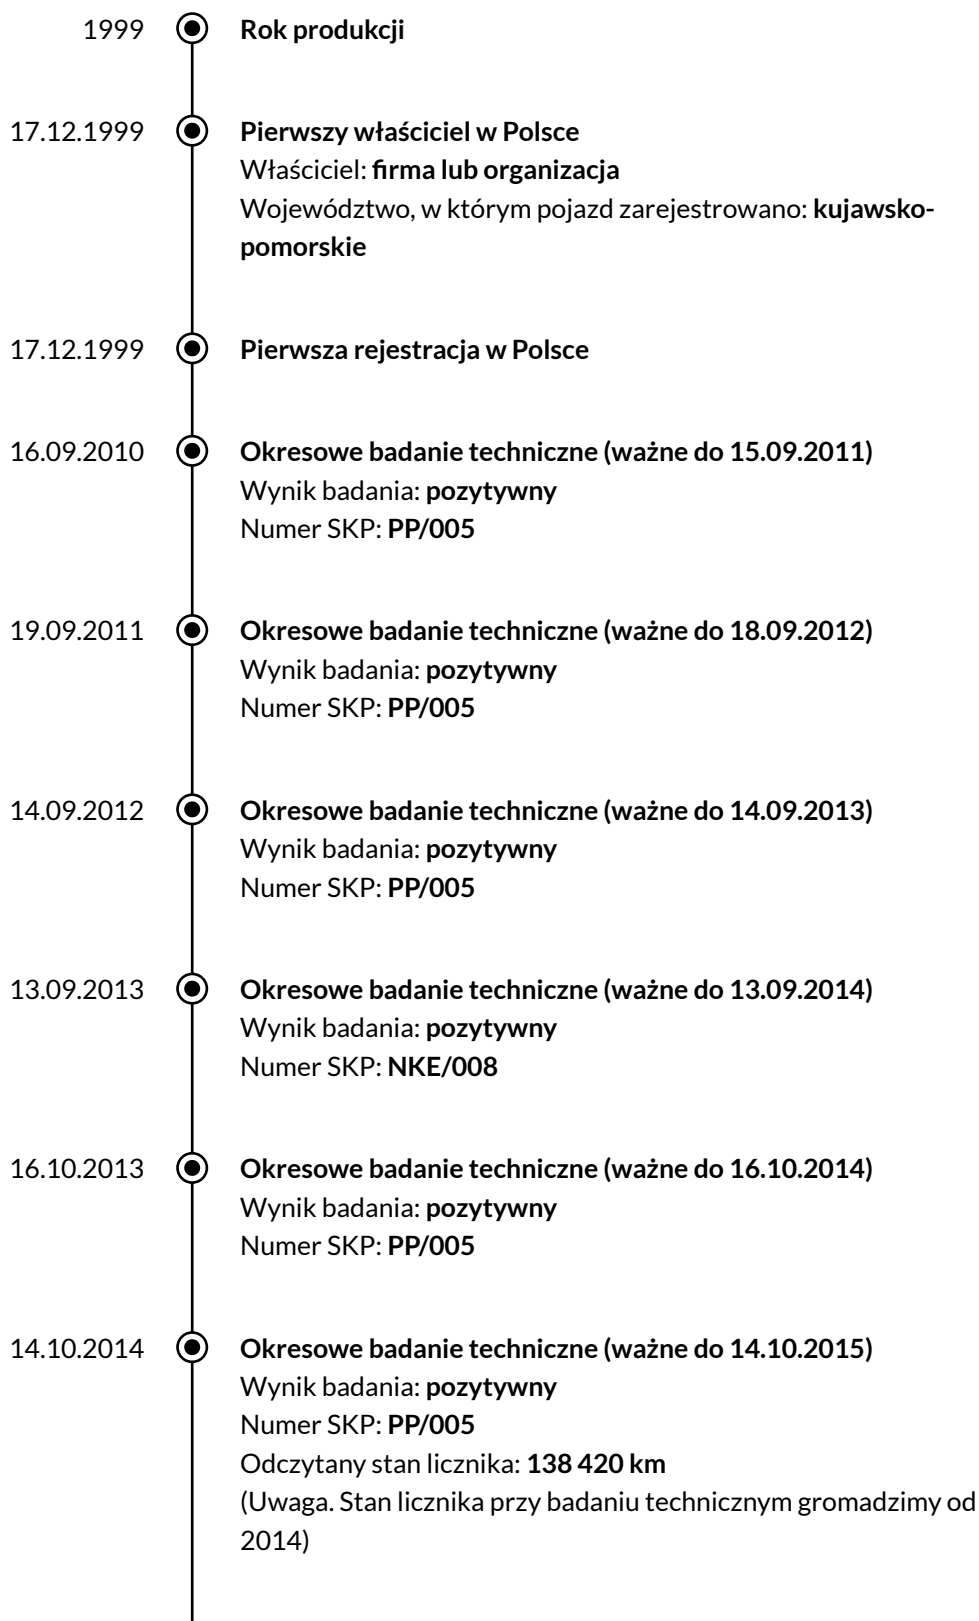 1999 Rok produkcji
17.12.1999 Pierwszy właściciel w Polsce
Właściciel: firma lub organizacja
Województwo, w którym pojazd zarejestrowano: kujawsko-
pomorskie
17.12.1999 Pierwsza rejestracja w Polsce
16.09.2010 Okresowe badanie techniczne (ważne do 15.09.2011)
Wynik badania: pozytywny
Numer SKP: PP/005
19.09.2011 Okresowe badanie techniczne (ważne do 18.09.2012)
Wynik badania: pozytywny
Numer SKP: PP/005
14.09.2012 Okresowe badanie techniczne (ważne do 14.09.2013)
Wynik badania: pozytywny
Numer SKP: PP/005
13.09.2013 Okresowe badanie techniczne (ważne do 13.09.2014)
Wynik badania: pozytywny
Numer SKP: NKE/008
16.10.2013 Okresowe badanie techniczne (ważne do 16.10.2014)
Wynik badania: pozytywny
Numer SKP: PP/005
14.10.2014 Okresowe badanie techniczne (ważne do 14.10.2015)
Wynik badania: pozytywny
Numer SKP: PP/005
Odczytany stan licznika: 138 420 km
(Uwaga. Stan licznika przy badaniu technicznym gromadzimy od
2014)